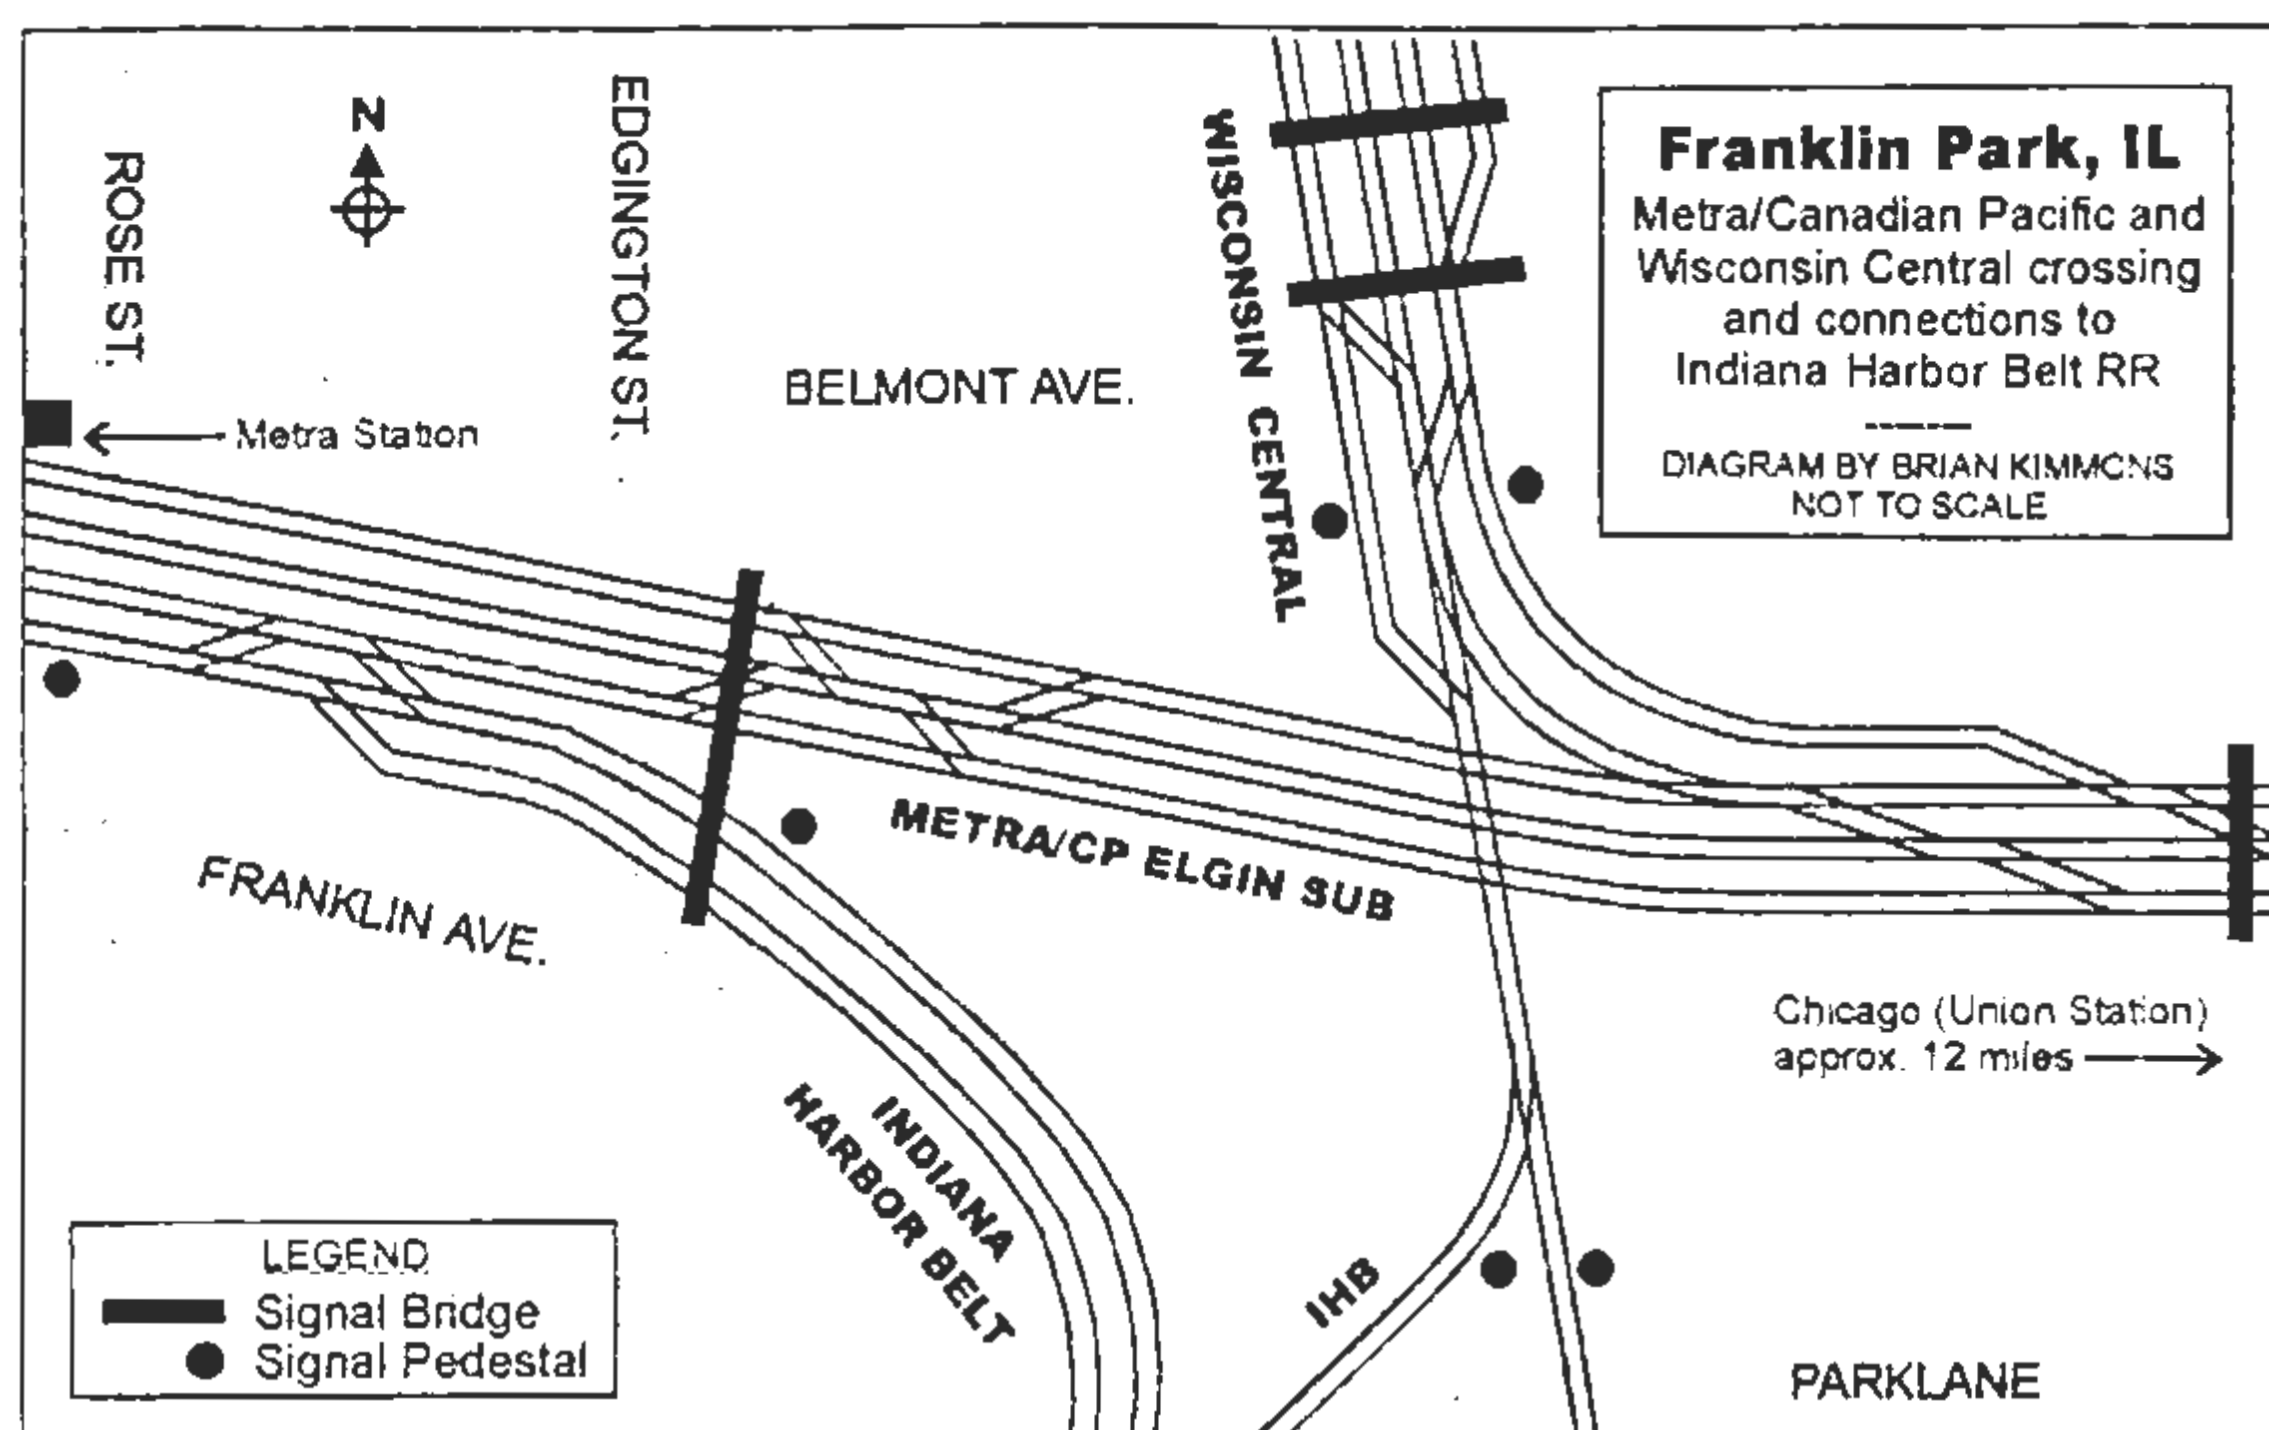 N
ROSE ST.
EDGINGTON ST.
BELMONT AVE.
Metra Station
WISCONSIN CENTRAL
Franklin Park, IL
Metra/Canadian Pacific and
Wisconsin Central crossing
and connections to
Indiana Harbor Belt RR
DIAGRAM BY BRIAN KIMMONS
NOT TO SCALE
METRA/CP ELGIN SUB
FRANKLIN AVE.
Chicago (Union Station)
approx. 12 miles
INDIANA
HARBOR BELT
IHB
PARKLANE
LEGEND
Signal Bridge
Signal Pedestal